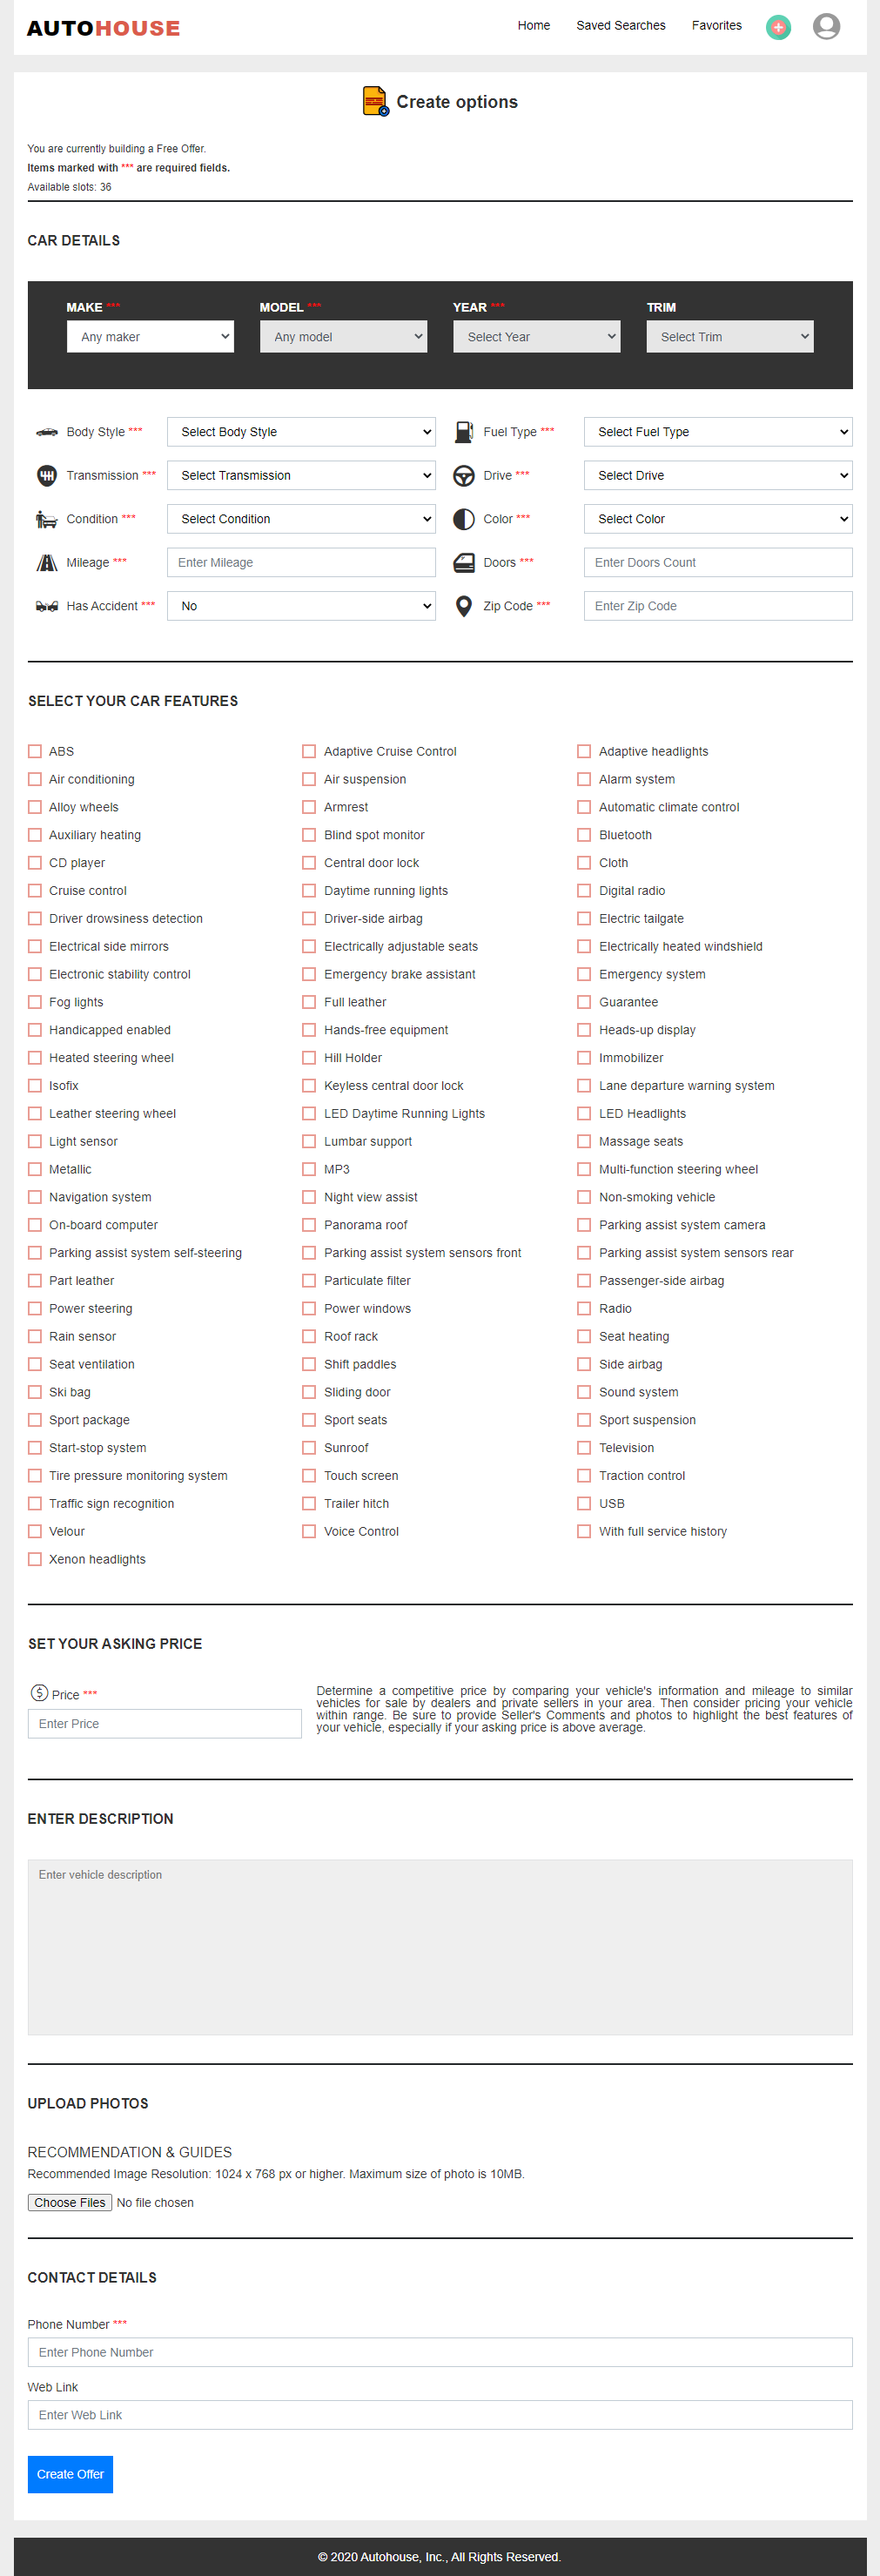 AUTOHOUSE
Home Saved Searches Favorites
Create options
You are currently building a Free Offer.
Items marked with *** are required fields.
Available slots: 36
CAR DETAILS
MAKE *** MODEL *** YEAR *** TRIM
Any maker Any model Select Year Select Trim
Body Style *** Select Body Style Fuel Type *** Select Fuel Type
Transmission *** Select Transmission Drive *** Select Drive
Condition *** Select Condition Color *** Select Color
Mileage *** Enter Mileage Doors *** Enter Doors Count
Has Accident *** No Zip Code *** Enter Zip Code
SELECT YOUR CAR FEATURES
ABS Adaptive Cruise Control Adaptive headlights
Air conditioning Air suspension Alarm system
Alloy wheels Armrest Automatic climate control
Auxiliary heating Blind spot monitor Bluetooth
CD player Central door lock Cloth
Cruise control Daytime running lights Digital radio
Driver drowsiness detection Driver-side airbag Electric tailgate
Electrical side mirrors Electrically adjustable seats Electrically heated windshield
Electronic stability control Emergency brake assistant Emergency system
Fog lights Full leather Guarantee
Handicapped enabled Hands-free equipment Heads-up display
Heated steering wheel Hill Holder Immobilizer
Isofix Keyless central door lock Lane departure warning system
Leather steering wheel LED Daytime Running Lights LED Headlights
Light sensor Lumbar support Massage seats
Metallic MP3 Multi-function steering wheel
Navigation system Night view assist Non-smoking vehicle
On-board computer Panorama roof Parking assist system camera
Parking assist system self-steering Parking assist system sensors front Parking assist system sensors rear
Part leather Particulate filter Passenger-side airbag
Power steering Power windows Radio
Rain sensor Roof rack Seat heating
Seat ventilation Shift paddles Side airbag
Ski bag Sliding door Sound system
Sport package Sport seats Sport suspension
Start-stop system Sunroof Television
Tire pressure monitoring system Touch screen Traction control
Traffic sign recognition Trailer hitch USB
Velour Voice Control With full service history
Xenon headlights
SET YOUR ASKING PRICE
Price ***
Enter Price
Determine a competitive price by comparing your vehicle's information and mileage to similar
vehicles for sale by dealers and private sellers in your area. Then consider pricing your vehicle
within range. Be sure to provide Seller's Comments and photos to highlight the best features of
your vehicle, especially if your asking price is above average.
ENTER DESCRIPTION
Enter vehicle description
UPLOAD PHOTOS
RECOMMENDATION & GUIDES
Recommended Image Resolution: 1024 x 768 px or higher. Maximum size of photo is 10MB.
Choose Files No file chosen
CONTACT DETAILS
Phone Number ***
Enter Phone Number
Web Link
Enter Web Link
Create Offer
© 2020 Autohouse, Inc., All Rights Reserved.